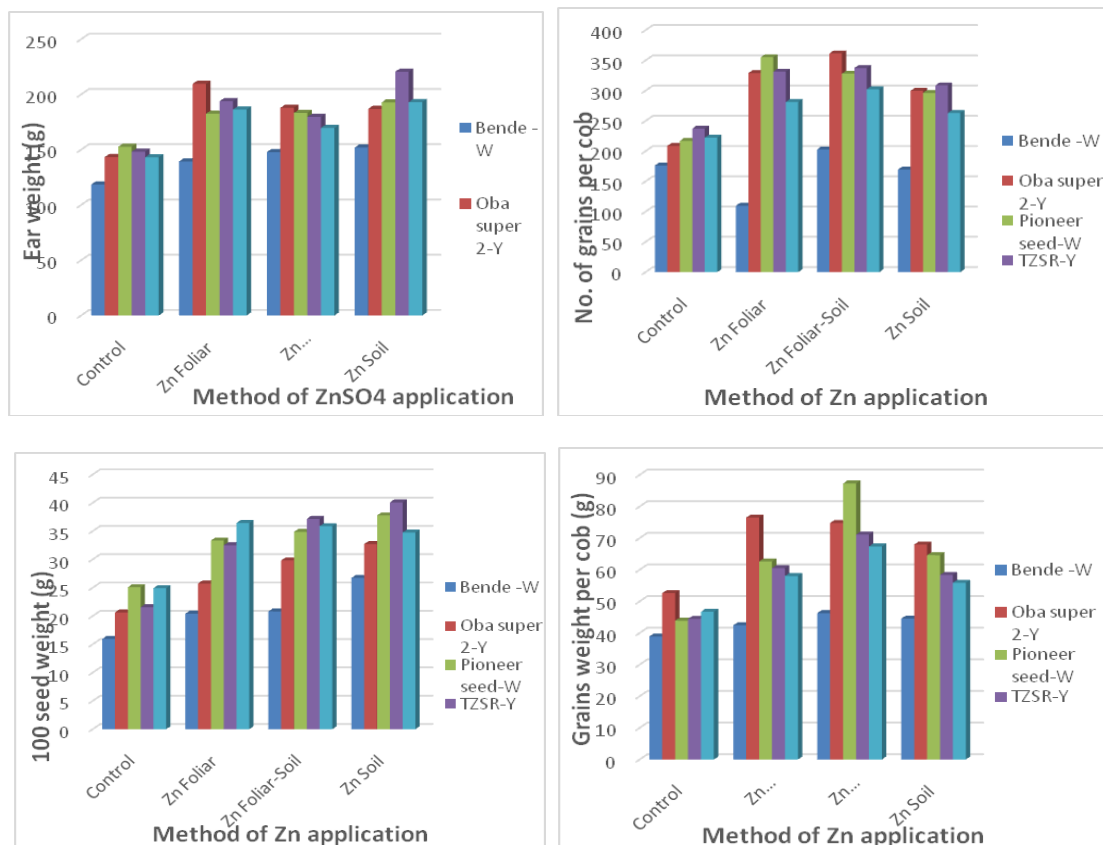 250
200
150
100
50
0
Ear weight (g)
Control
Zn Foliar
Zn...
Zn Soil
Method of ZnSO4 application
Bende -
W
Oba
super
2-Y
400
350
300
250
200
150
100
50
0
No. of grains per cob
Control
Zn Foliar
Zn Foliar-Soil
Zn Soil
Method of Zn application
Bende -W
Oba super
2-Y
Pioneer
seed-W
TZSR-Y
45
40
35
30
25
20
15
10
5
0
100 seed weight (g)
Control
Zn Foliar
Zn Foliar-Soil
Zn Soil
Method of Zn application
Bende -W
Oba super
2-Y
Pioneer
seed-W
TZSR-Y
90
80
70
60
50
40
30
20
10
0
Grains weight per cob (g)
Control
Zn...
Zn...
Zn Soil
Method of Zn application
Bende -W
Oba super
2-Y
Pioneer
seed-W
TZSR-Y